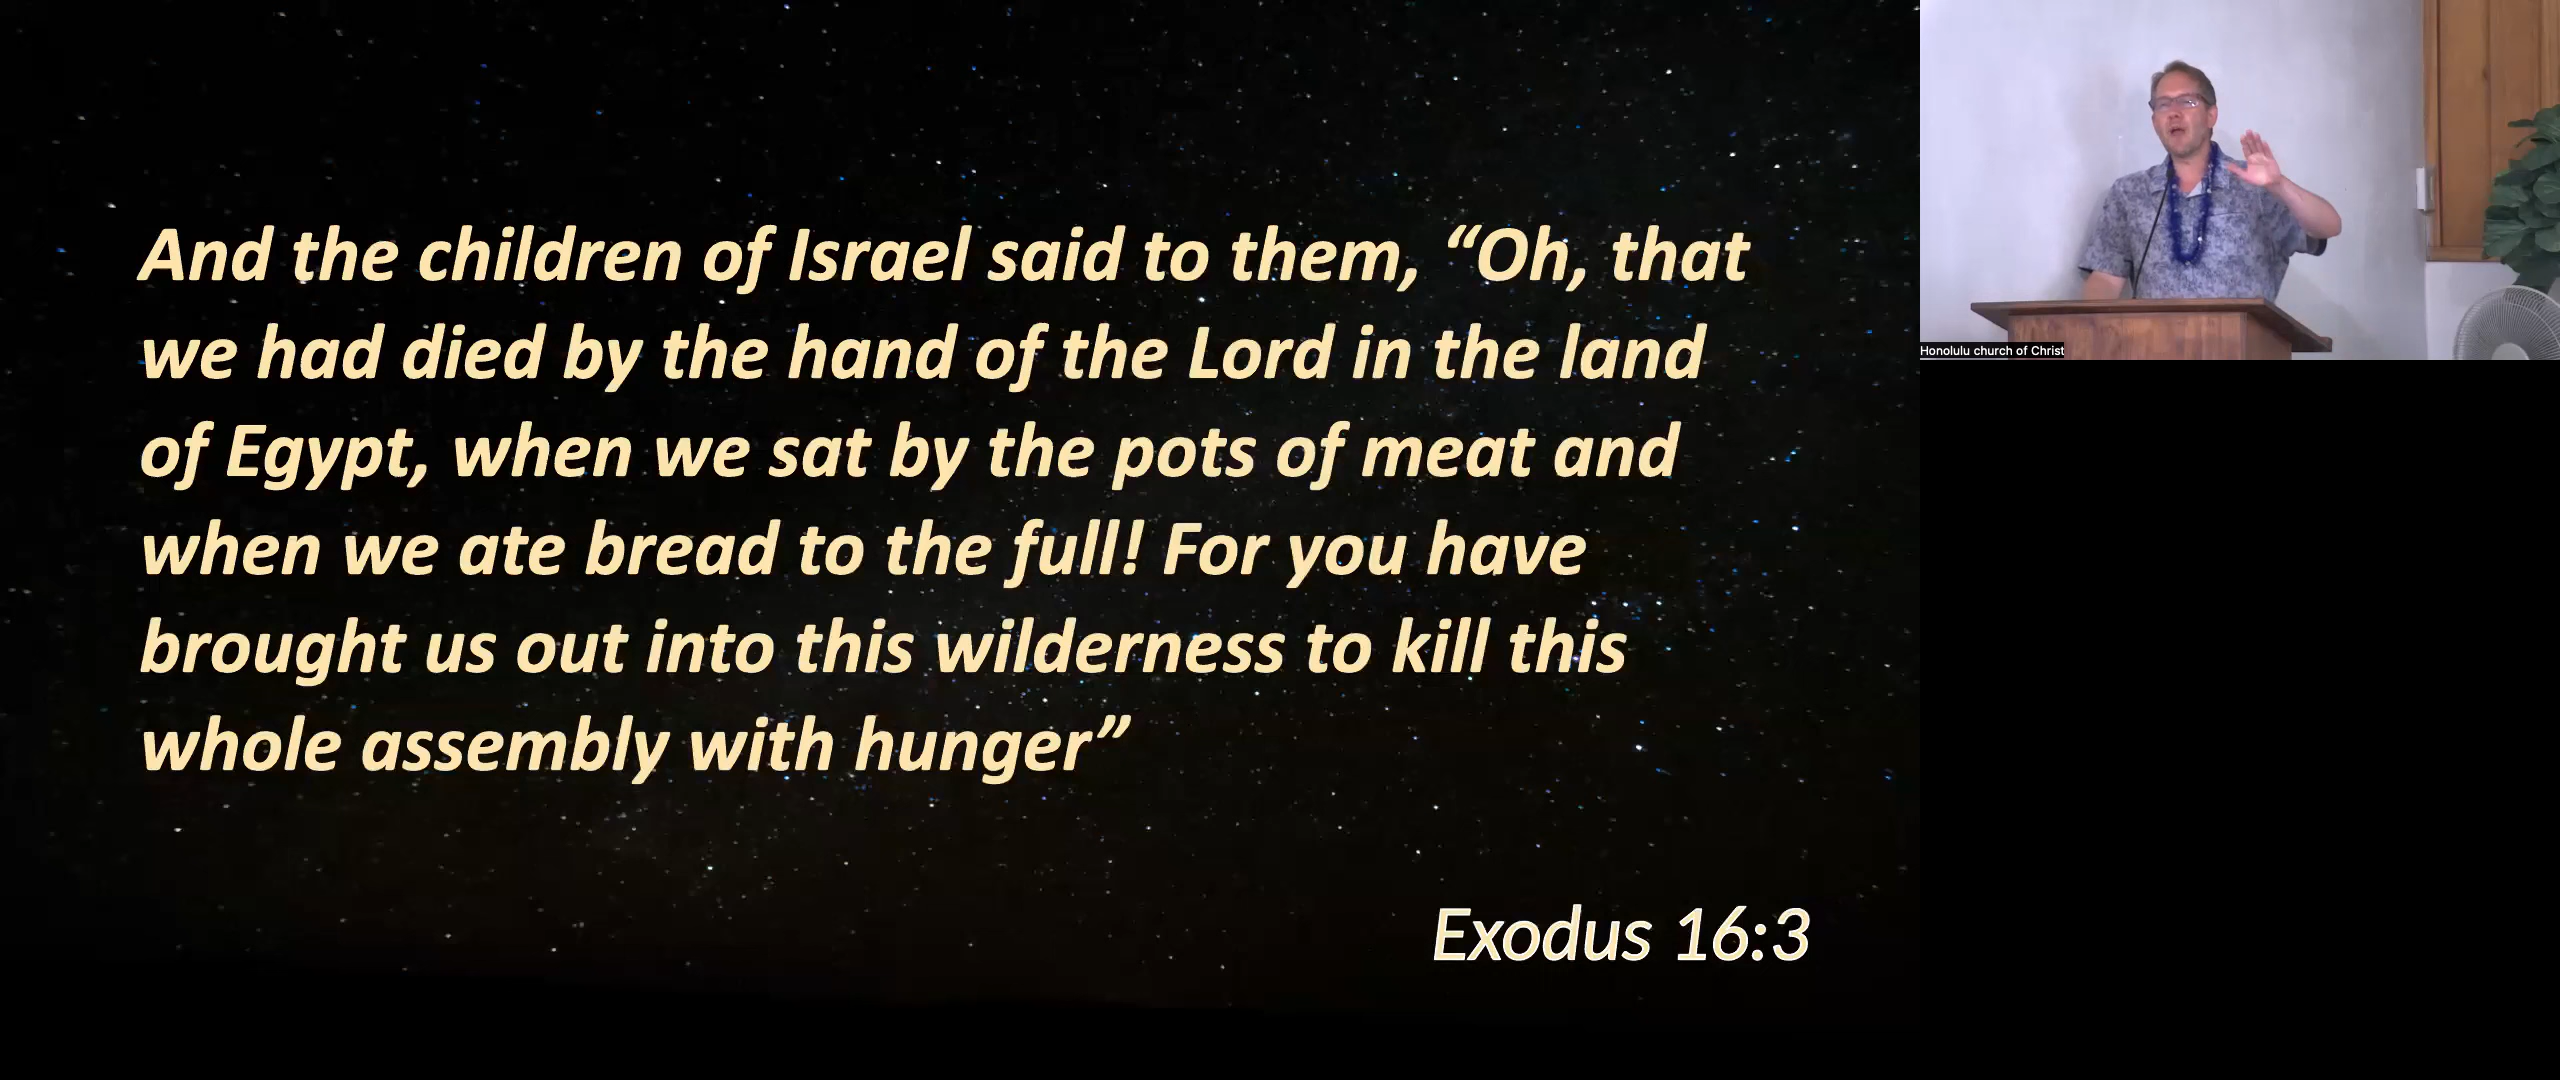 And the children of Israel said to them, “Oh, that
we had died by the hand of the Lord in the land
of Egypt, when we sat by the pots of meat and
when we ate bread to the full! For you have
brought us out into this wilderness to kill this
whole assembly with hunger”
Exodus 16:3
Honolulu church of Christ